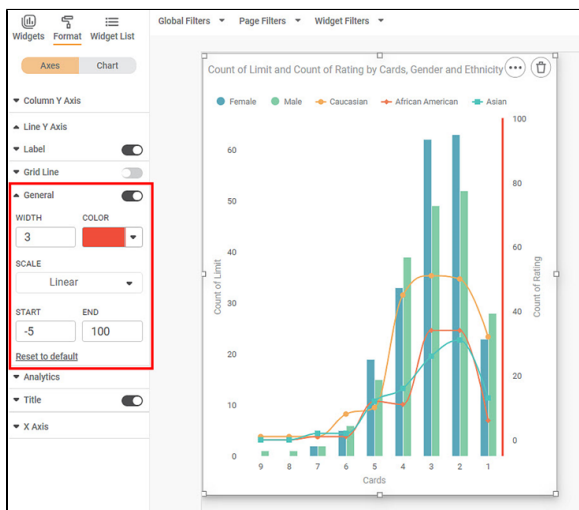 Widgets Format Widget List
Global Filters Page Filters Widget Filters
Axes Chart
Column Y Axis
Line Y Axis
Label
Grid Line
General
WIDTH COLOR
3
SCALE
Linear
START END
-5 100
Reset to default
Analytics
Title
X Axis
Count of Limit and Count of Rating by Cards, Gender and Ethnicity
Female Male Caucasian African American Asian
Count of Limit
60
50
40
30
20
10
0
100
80
60
40
20
0
Count of Rating
9 8 7 6 5 4 3 2 1
Cards